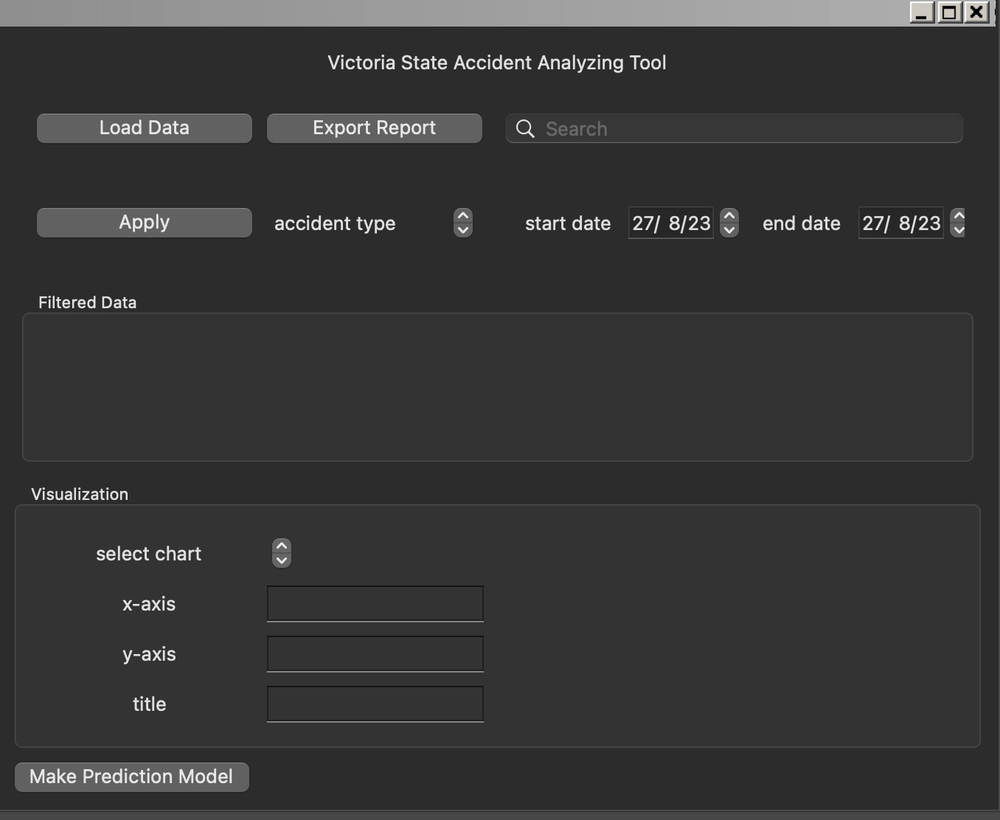 Victoria State Accident Analyzing Tool
Load Data Export Report Search
Apply accident type start date 27/ 8/23 end date 27/ 8/23
Filtered Data
Visualization
select chart
x-axis
y-axis
title
Make Prediction Model